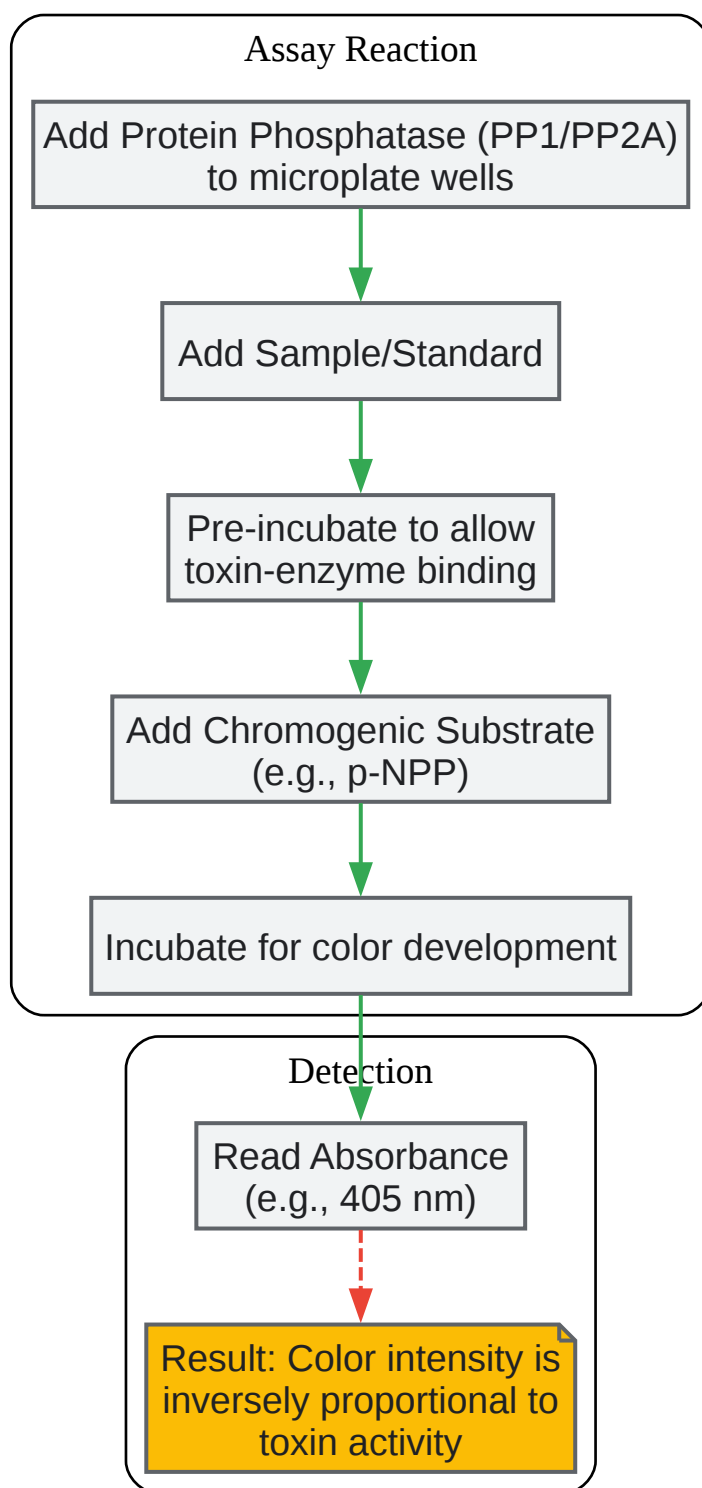 Assay Reaction
Add Protein Phosphatase (PP1/PP2A)
to microplate wells
Add Sample/Standard
Pre-incubate to allow
toxin-enzyme binding
Add Chromogenic Substrate
(e.g., p-NPP)
Incubate for color development
Detection
Read Absorbance
(e.g., 405 nm)
Result: Color intensity is
inversely proportional to
toxin activity